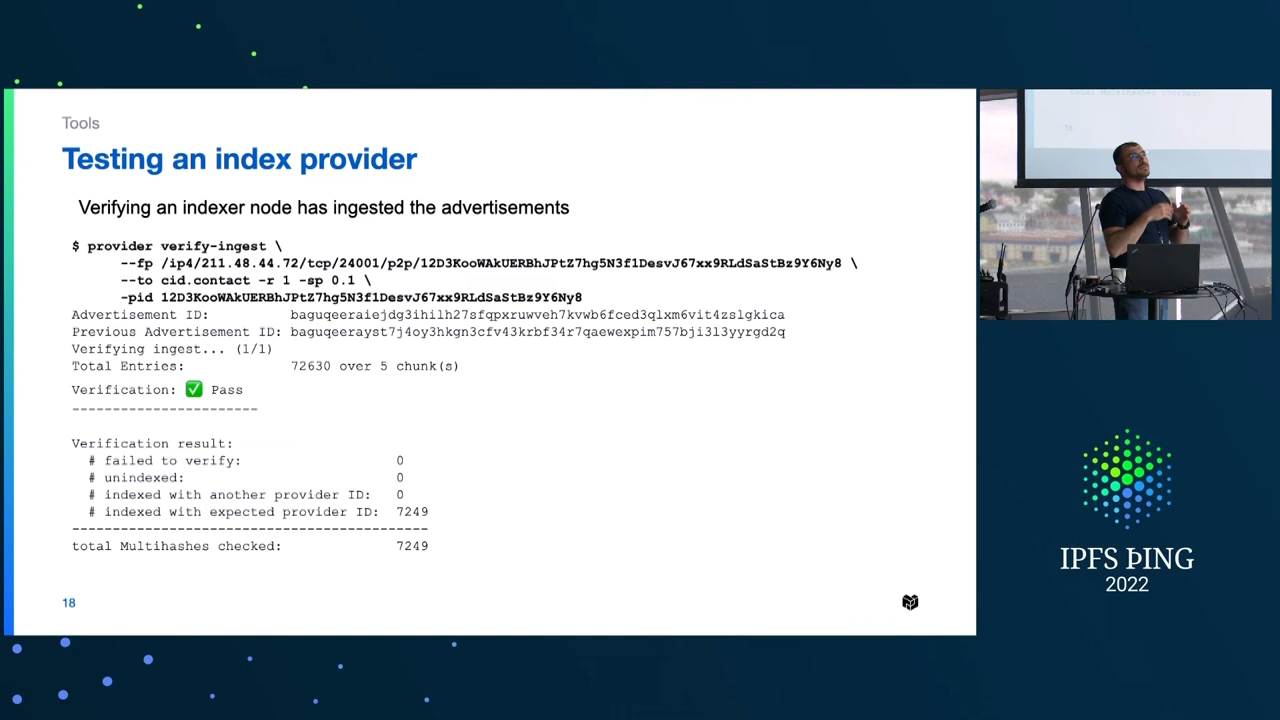 Tools
Testing an index provider
Verifying an indexer node has ingested the advertisements
$ provider verify-ingest \
--fp /ip4/211.48.44.72/tcp/24001/p2p/12D3KooWAkUERBhJPtZ7hg5N3f1DesvJ67xx9RLdSaStBz9Y6Ny8 \
--to cid.contact -r 1 -sp 0.1 \
-pid 12D3KooWAkUERBhJPtZ7hg5N3f1DesvJ67xx9RLdSaStBz9Y6Ny8
Advertisement ID: baguqeeraiejdg3ihilh27sfqpxruwveh7kvwb6fced3qlxm6vit4zslgkica
Previous Advertisement ID: baguqeerayst7j4oy3hkgn3cfv43krbf34r7qaewexpim757bji3l3yyrgd2q
Verifying ingest... (1/1)
Total Entries: 72630 over 5 chunk(s)
Verification: ✅ Pass
-----------------------
Verification result:
# failed to verify: 0
# unindexed: 0
# indexed with another provider ID: 0
# indexed with expected provider ID: 7249
--------------------------------------------
total Multihashes checked: 7249
18
IPFS ÞING
2022